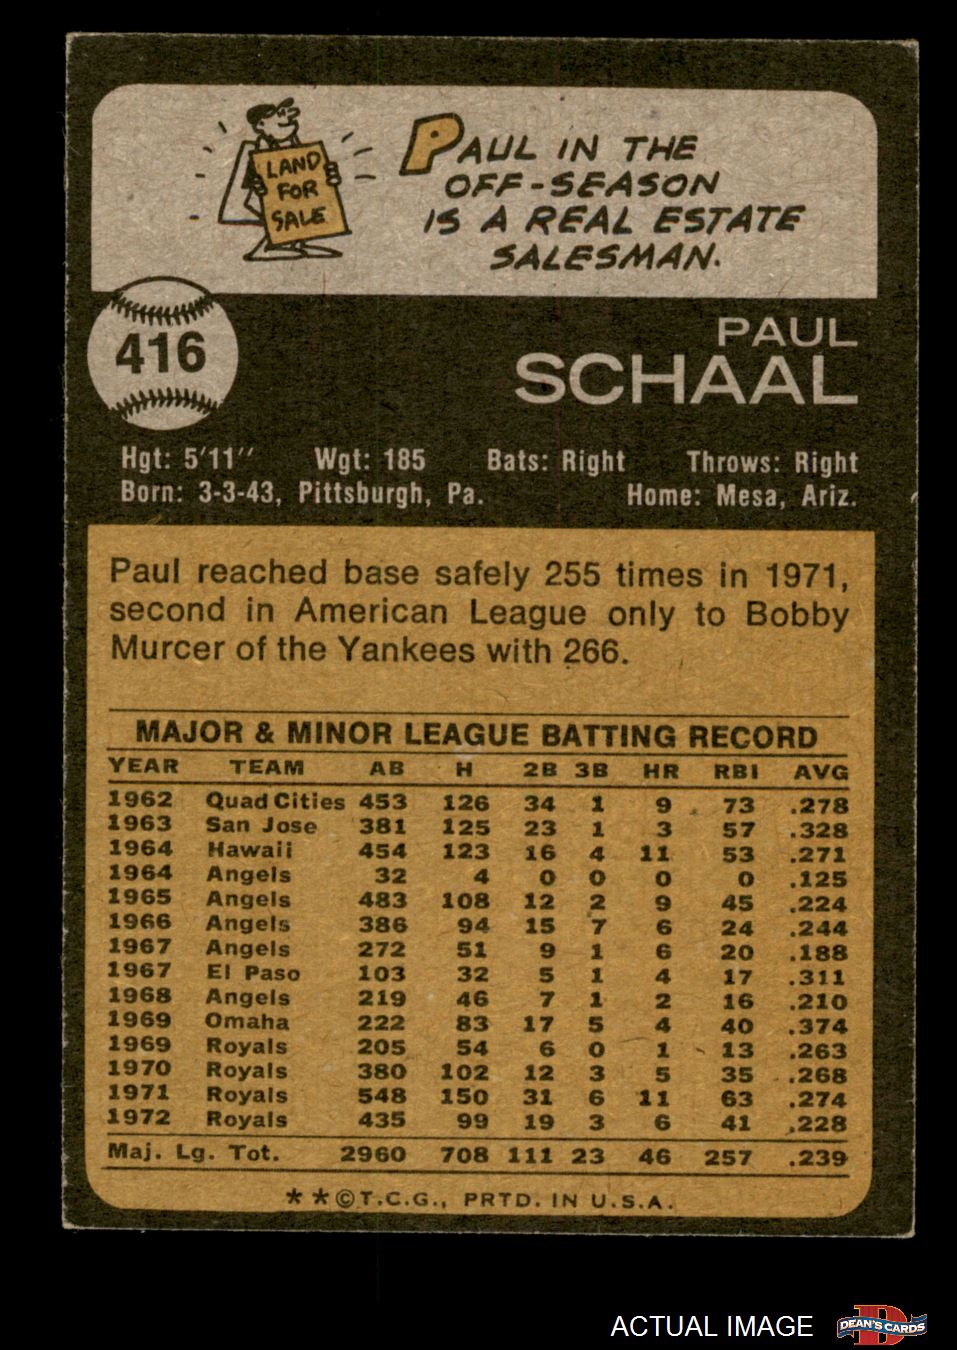 LAND
FOR
SALE
PAUL IN THE
OFF-SEASON
IS A REAL ESTATE
SALESMAN.
416
PAUL
SCHAAL
Hgt: 5'11" Wgt: 185 Bats: Right Throws: Right
Born: 3-3-43, Pittsburgh, Pa. Home: Mesa, Ariz.
Paul reached base safely 255 times in 1971,
second in American League only to Bobby
Murcer of the Yankees with 266.
MAJOR & MINOR LEAGUE BATTING RECORD
YEAR TEAM AB H 2B 3B HR RBI AVG
1962 Quad Cities 453 126 34 1 9 73 .278
1963 San Jose 381 125 23 1 3 57 .328
1964 Hawaii 454 123 16 4 11 53 .271
1964 Angels 32 4 0 0 0 0 .125
1965 Angels 483 108 12 2 9 45 .224
1966 Angels 386 94 15 7 6 24 .244
1967 Angels 272 51 9 1 6 20 .188
1967 El Paso 103 32 5 1 4 17 .311
1968 Angels 219 46 7 1 2 16 .210
1969 Omaha 222 83 17 5 4 40 .374
1969 Royals 205 54 6 0 1 13 .263
1970 Royals 380 102 12 3 5 35 .268
1971 Royals 548 150 31 6 11 63 .274
1972 Royals 435 99 19 3 6 41 .228
Maj. Lg. Tot. 2960 708 111 23 46 257 .239
**©T.C.G., PRTD. IN U.S.A.
ACTUAL IMAGE
D
DEAN'S CARDS